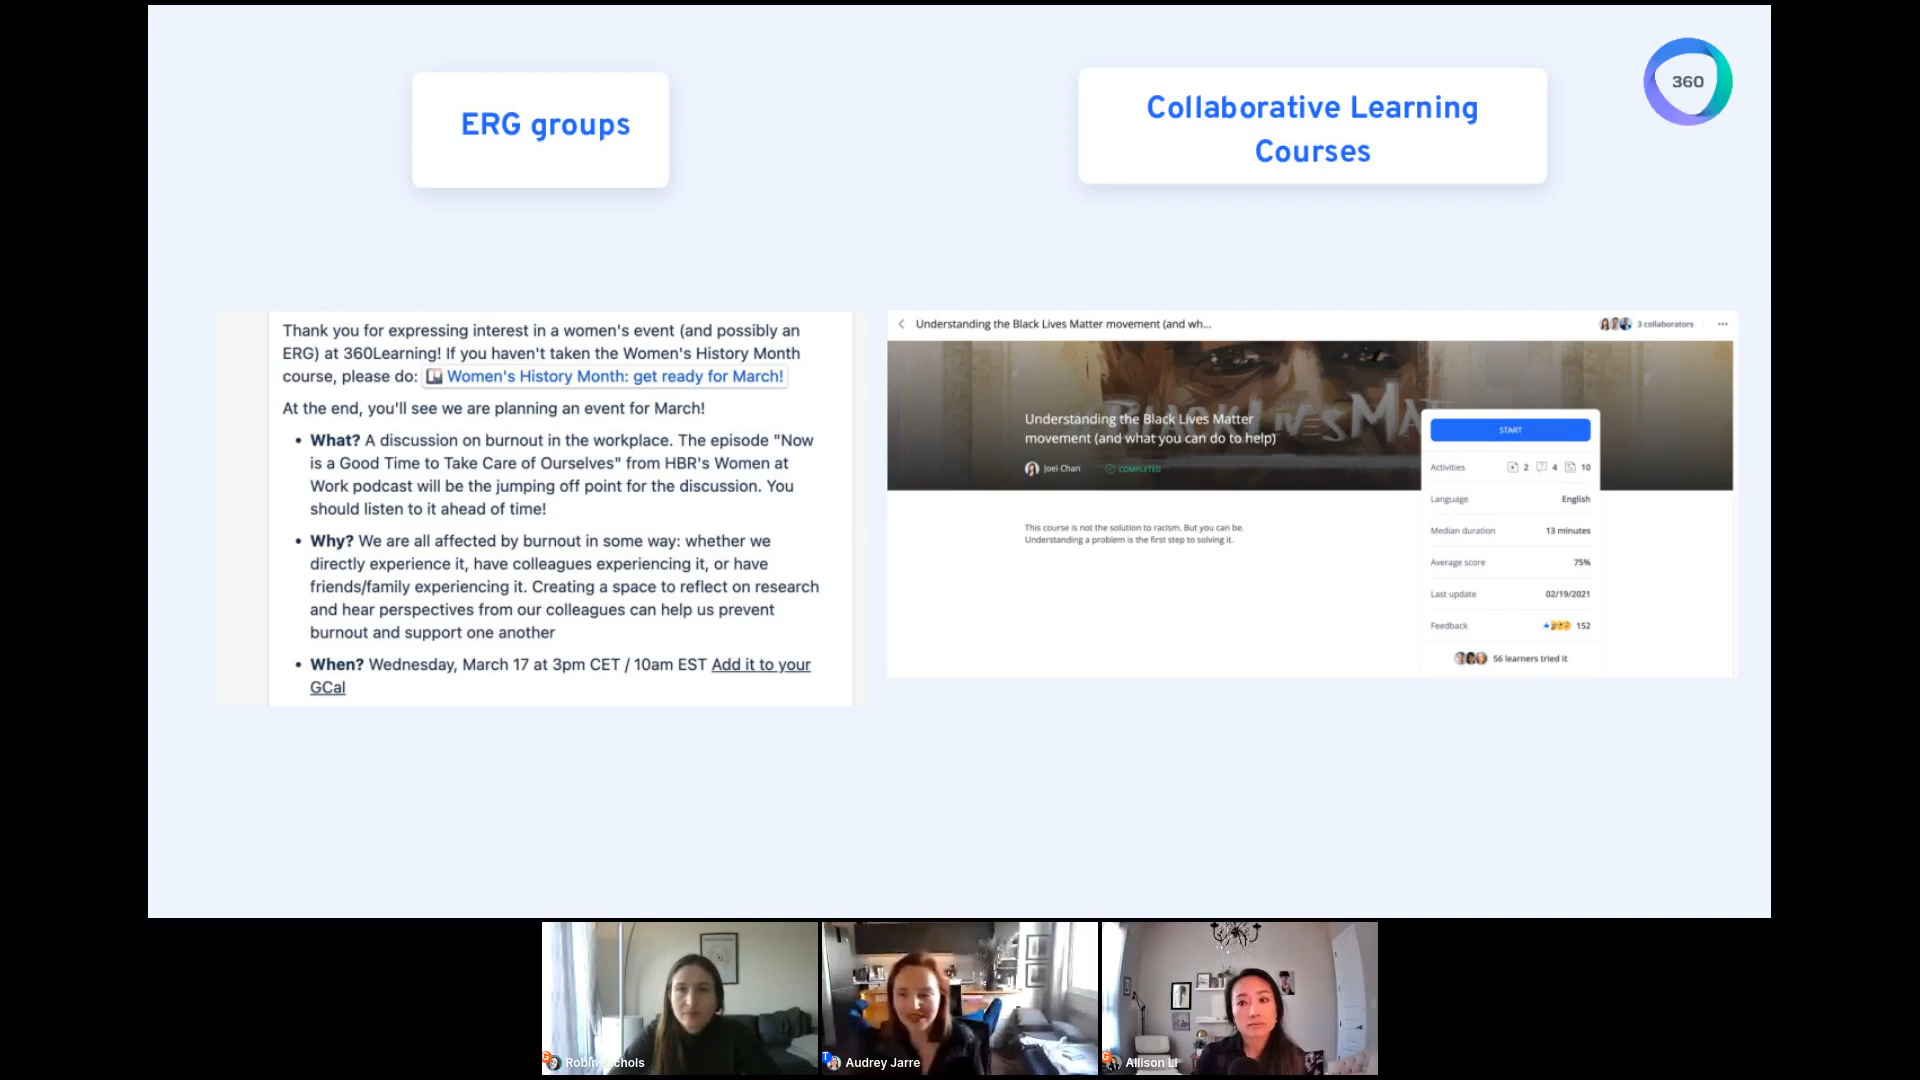 ERG groups
Collaborative Learning
Courses
360
Thank you for expressing interest in a women's event (and possibly an
ERG) at 360Learning! If you haven't taken the Women's History Month
course, please do: Women's History Month: get ready for March!
At the end, you'll see we are planning an event for March!
• What? A discussion on burnout in the workplace. The episode "Now
is a Good Time to Take Care of Ourselves" from HBR's Women at
Work podcast will be the jumping off point for the discussion. You
should listen to it ahead of time!
• Why? We are all affected by burnout in some way: whether we
directly experience it, have colleagues experiencing it, or have
friends/family experiencing it. Creating a space to reflect on research
and hear perspectives from our colleagues can help us prevent
burnout and support one another
• When? Wednesday, March 17 at 3pm CET / 10am EST Add it to your
GCal
Understanding the Black Lives Matter movement (and wh...
3 collaborators
BLACK LIVES MA
Understanding the Black Lives Matter
movement (and what you can do to help)
Joei Chan
COMPLETED
START
Activities 2 4 10
Language English
Median duration 13 minutes
Average score 75%
Last update 02/19/2021
Feedback 152
56 learners tried it
This course is not the solution to racism. But you can be.
Understanding a problem is the first step to solving it.
Robin Nichols
Audrey Jarre
Allison Li